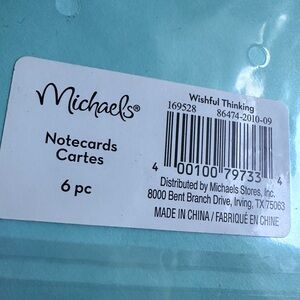 Michaels®
Notecards
Cartes
6 pc
Wishful Thinking
169528 86474-2010-09
4 00100 79733 4
Distributed by Michaels Stores, Inc.
8000 Bent Branch Drive, Irving, TX 75063
MADE IN CHINA / FABRIQUÉ EN CHINE